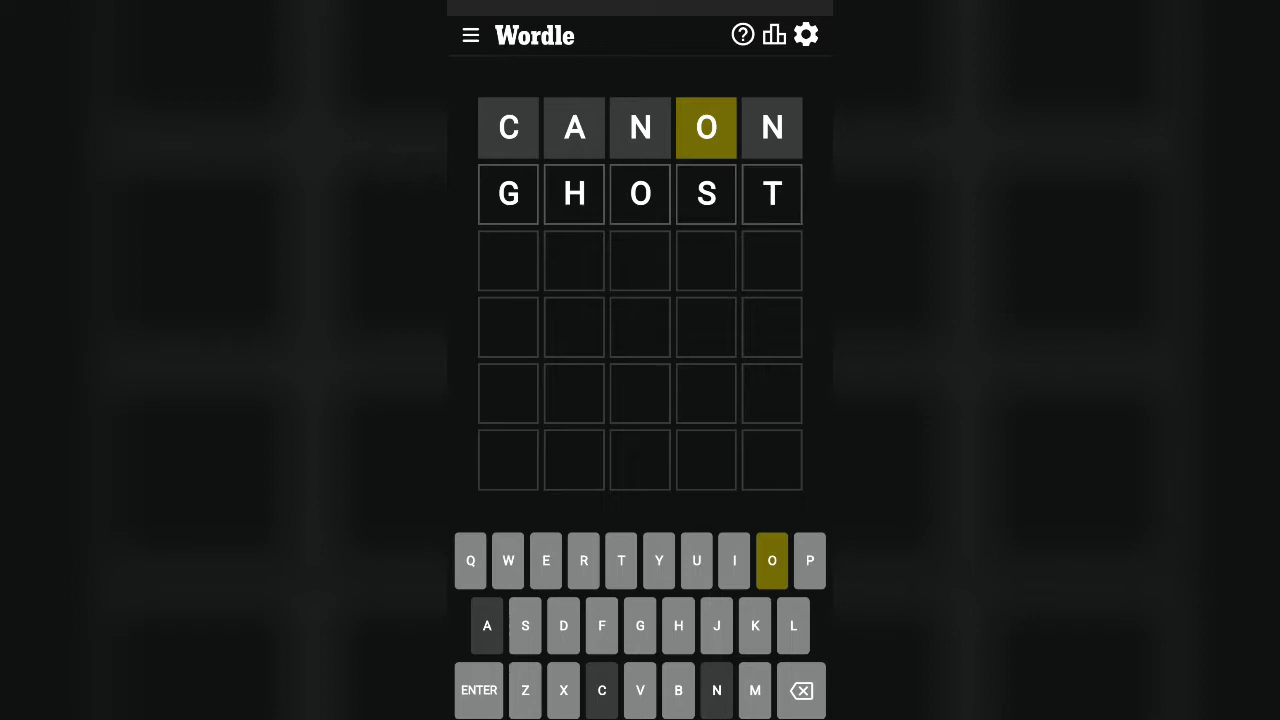 Wordle
C A N O N
G H O S T
Q W E R T Y U I O P
A S D F G H J K L
ENTER Z X C V B N M